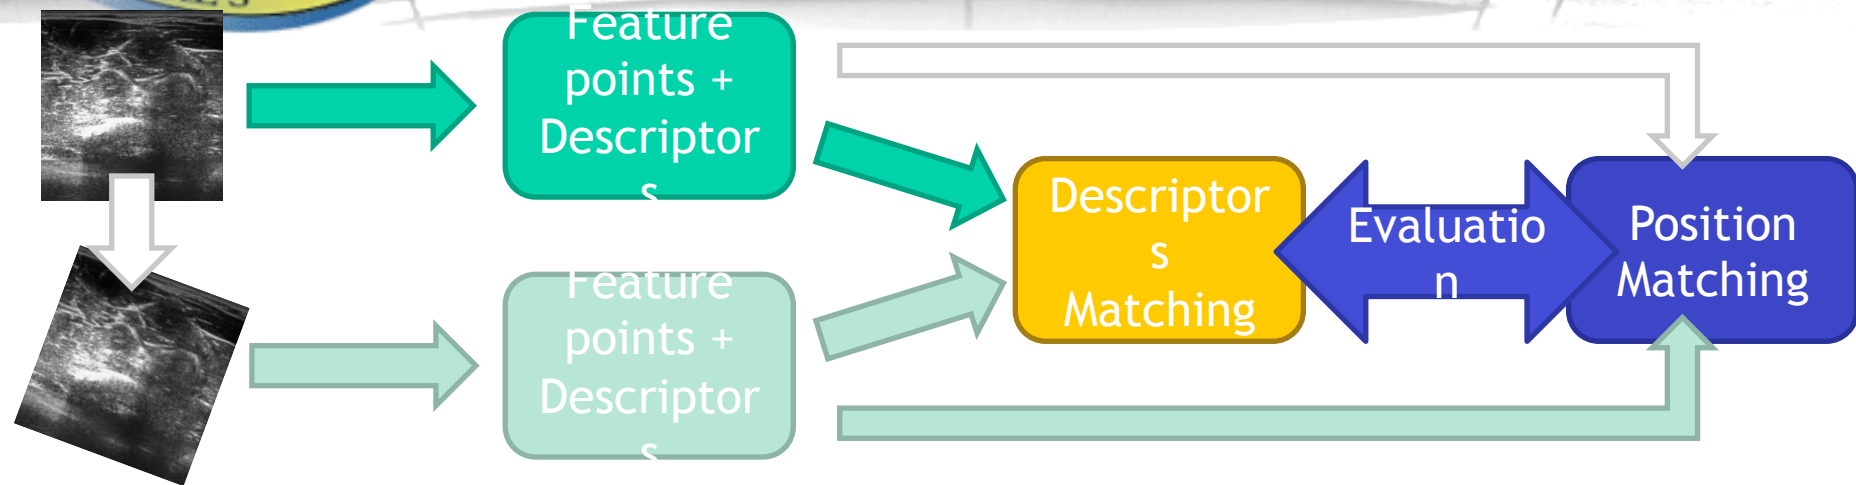 Feature
points +
Descriptor
s
Feature
points +
Descriptor
s
Descriptor
s
Matching
Evaluatio
n
Position
Matching